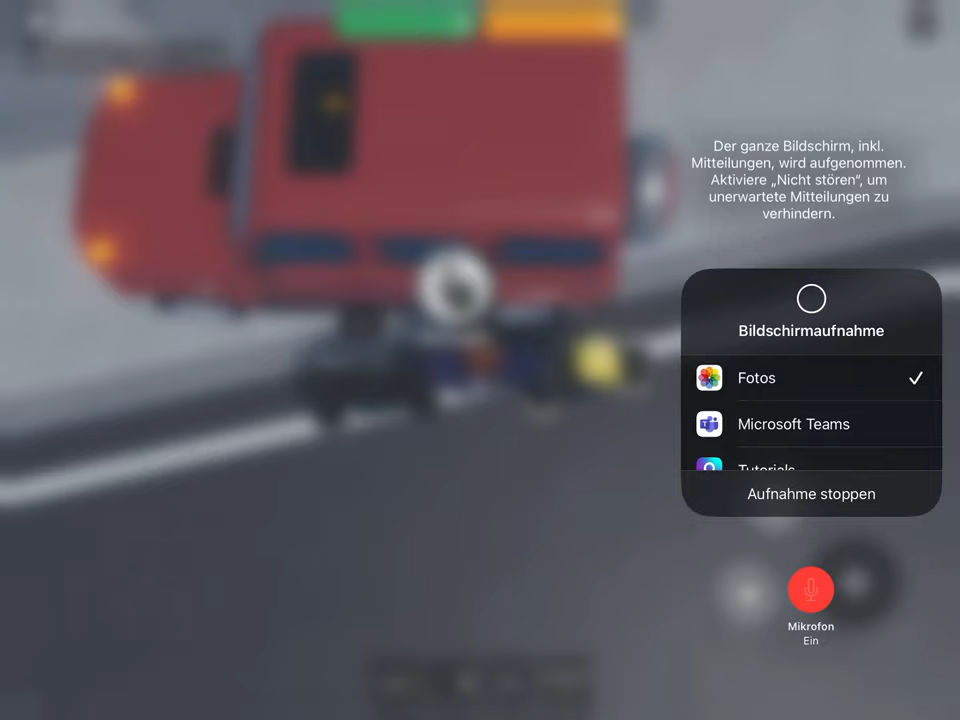 Der ganze Bildschirm, inkl.
Mitteilungen, wird aufgenommen.
Aktiviere „Nicht stören“, um
unerwartete Mitteilungen zu
verhindern.
Bildschirmaufnahme
Fotos
Microsoft Teams
Tutorials
Aufnahme stoppen
Mikrofon
Ein